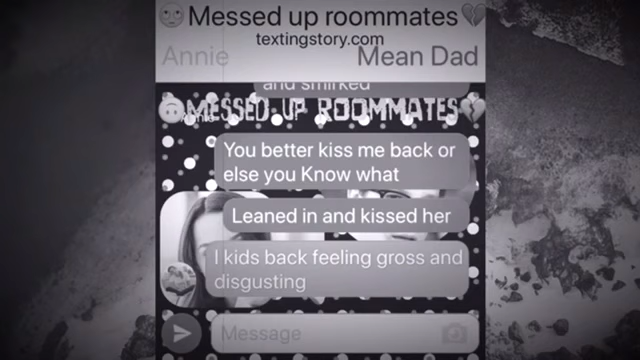 🙄Messed up roommates💔
textingstory.com
Annie Mean Dad
and smirked
🙃MESSED UP ROOMMATES💔
Annie
You better kiss me back or
else you Know what
Leaned in and kissed her
I kids back feeling gross and
disgusting
Message